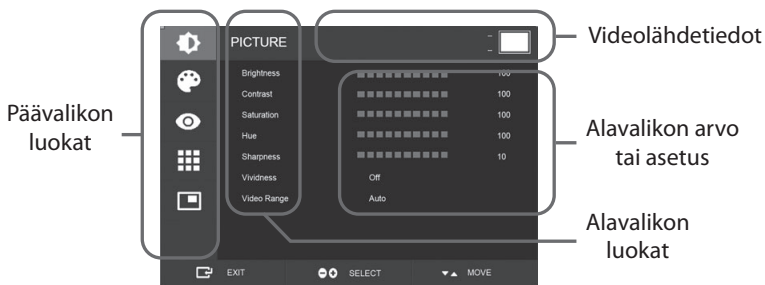 Päävalikon
luokat
PICTURE
Brightness 100
Contrast 100
Saturation 100
Hue 100
Sharpness 10
Vividness Off
Video Range Auto
EXIT SELECT MOVE
Videolähdetiedot
Alavalikon arvo
tai asetus
Alavalikon
luokat